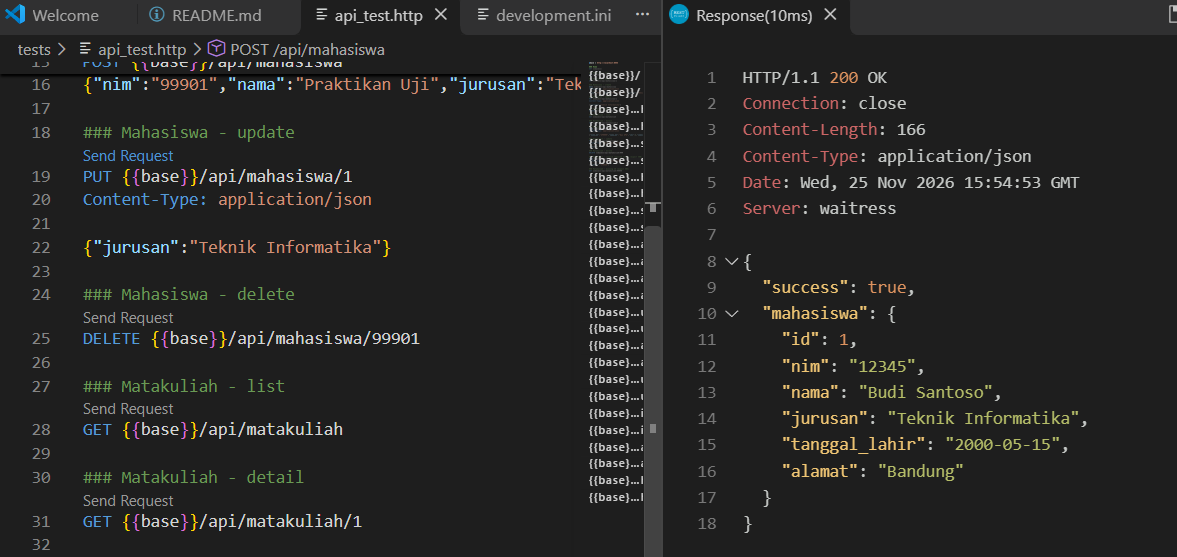 Welcome README.md api_test.http development.ini ...
tests > api_test.http > POST /api/mahasiswa
15 POST {{base}}/api/mahasiswa
16 {"nim":"99901","nama":"Praktikan Uji","jurusan":"Tek
17
18 ### Mahasiswa - update
Send Request
19 PUT {{base}}/api/mahasiswa/1
20 Content-Type: application/json
21
22 {"jurusan":"Teknik Informatika"}
23
24 ### Mahasiswa - delete
Send Request
25 DELETE {{base}}/api/mahasiswa/99901
26
27 ### Matakuliah - list
Send Request
28 GET {{base}}/api/matakuliah
29
30 ### Matakuliah - detail
Send Request
31 GET {{base}}/api/matakuliah/1
32
Response(10ms)
1 HTTP/1.1 200 OK
2 Connection: close
3 Content-Length: 166
4 Content-Type: application/json
5 Date: Wed, 25 Nov 2026 15:54:53 GMT
6 Server: waitress
7
8 {
9 "success": true,
10 "mahasiswa": {
11 "id": 1,
12 "nim": "12345",
13 "nama": "Budi Santoso",
14 "jurusan": "Teknik Informatika",
15 "tanggal_lahir": "2000-05-15",
16 "alamat": "Bandung"
17 }
18 }